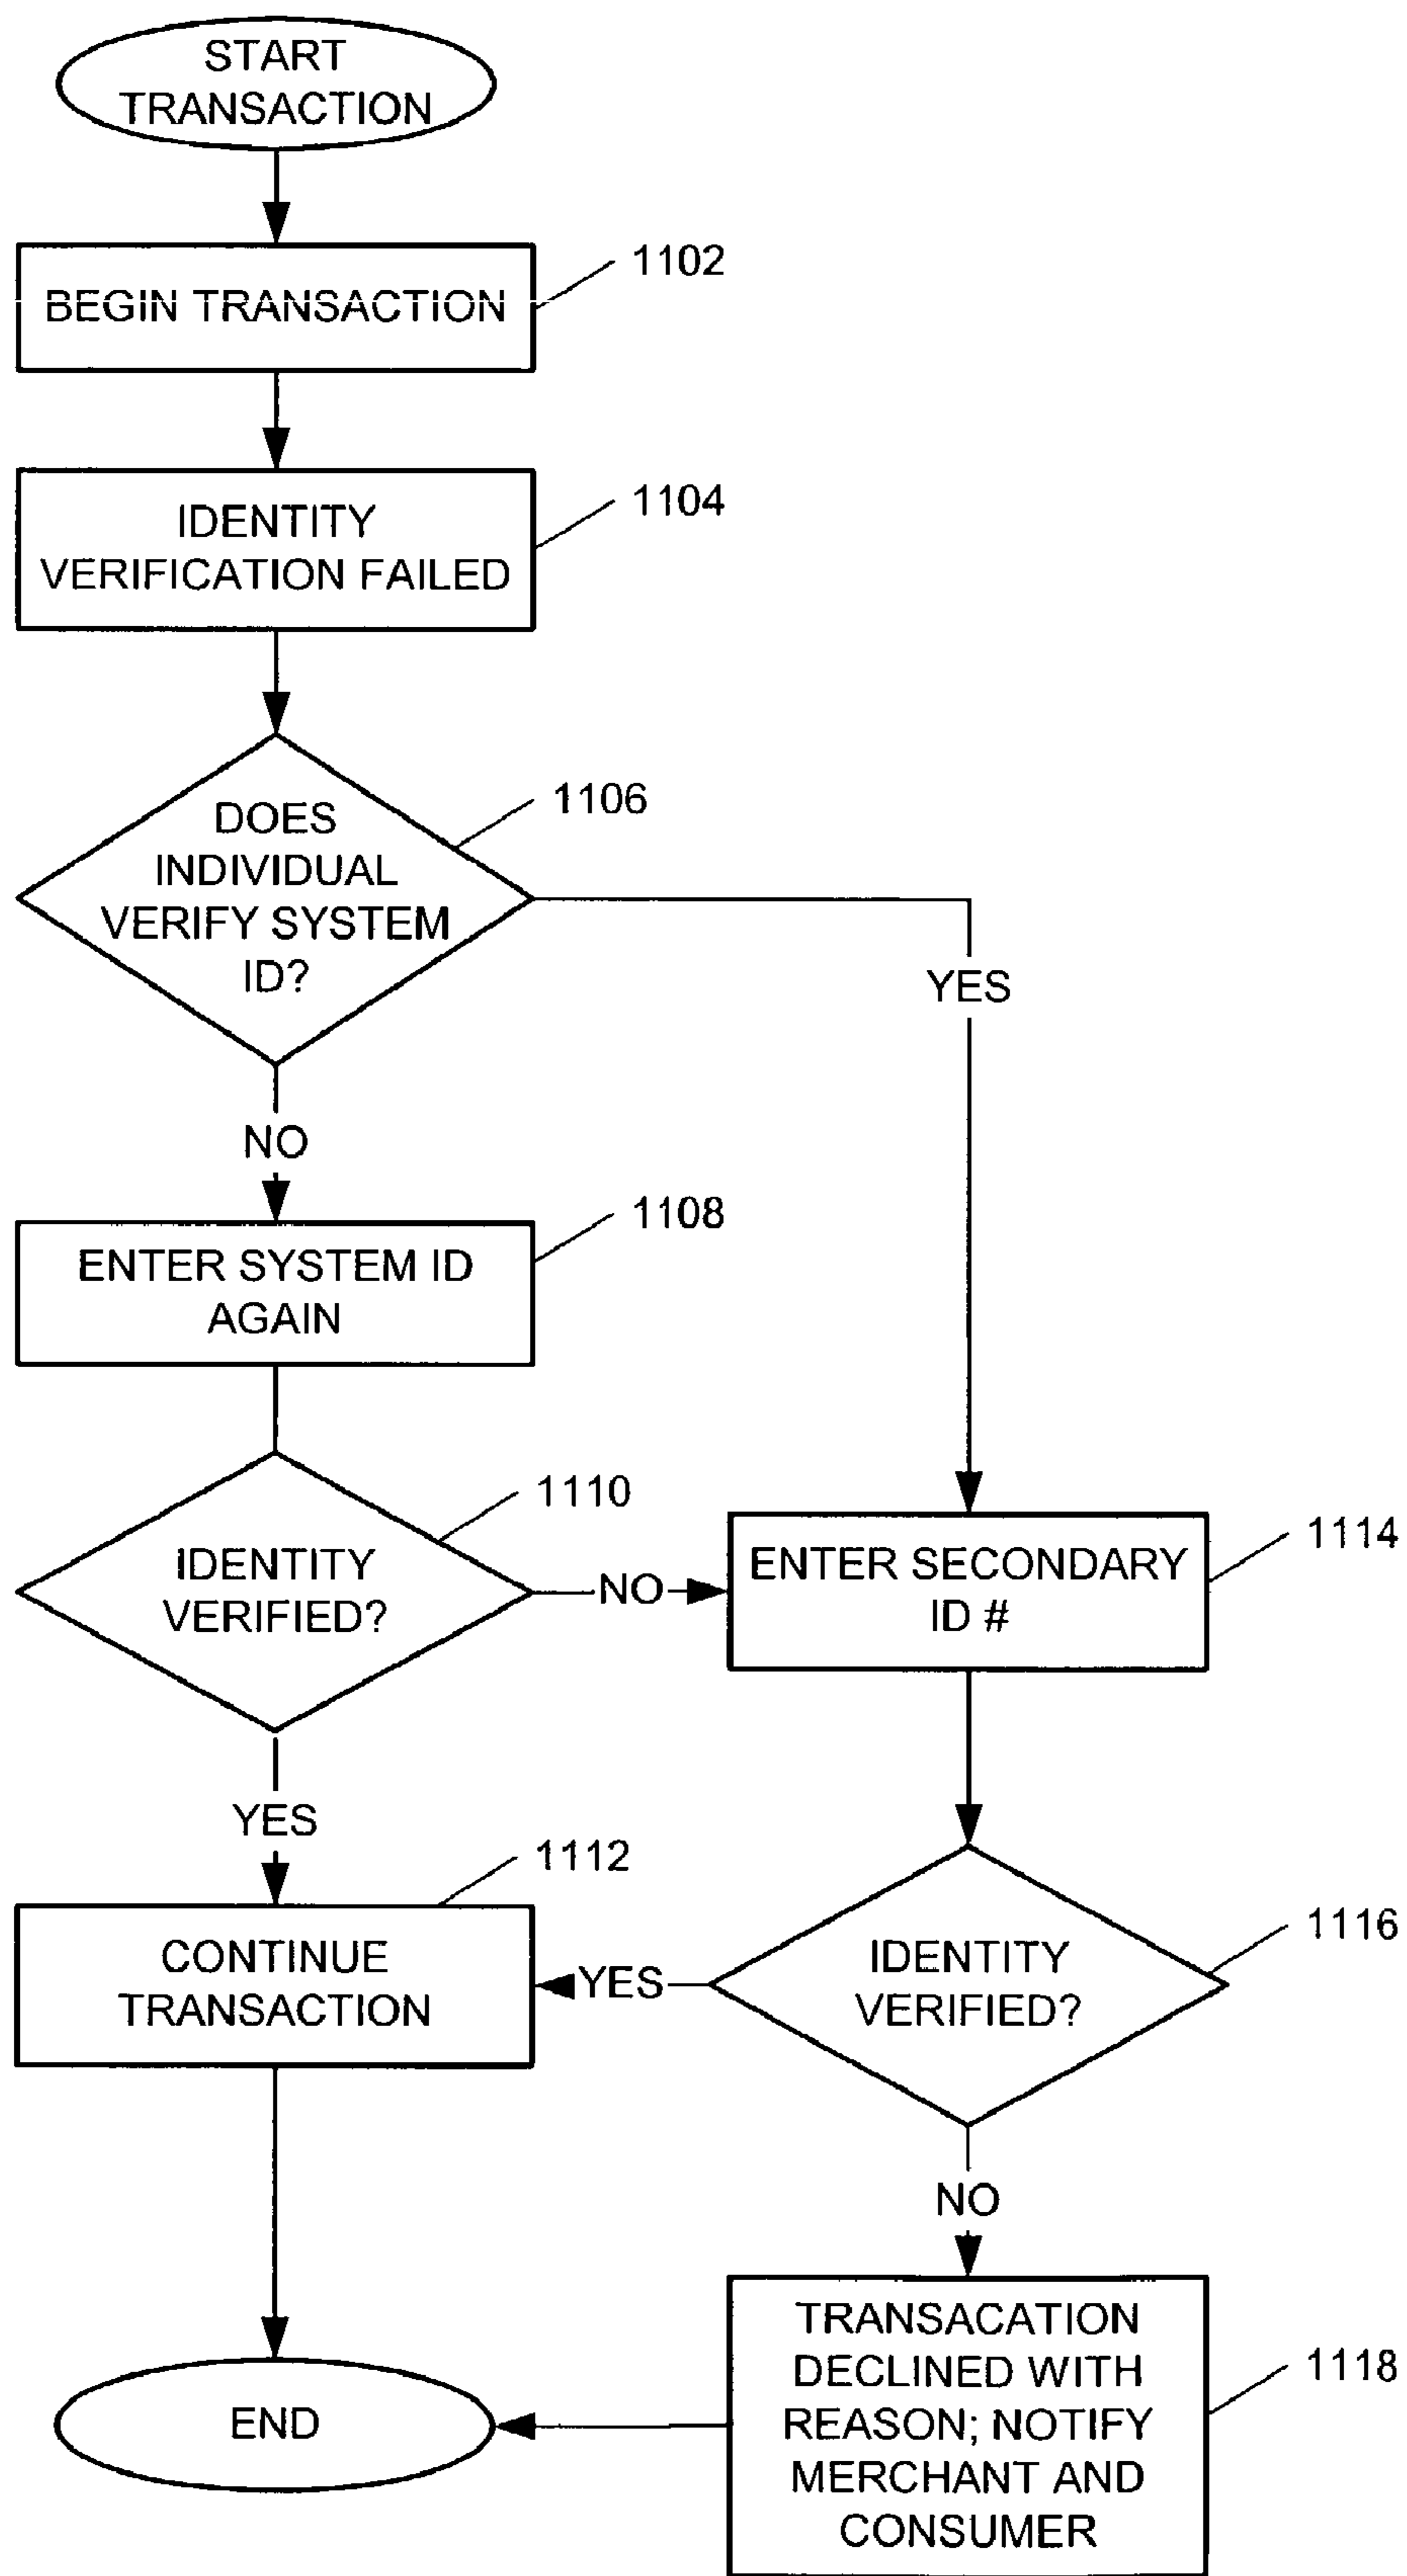 START
TRANSACTION
BEGIN TRANSACTION
1102
IDENTITY
VERIFICATION FAILED
1104
DOES
INDIVIDUAL
VERIFY SYSTEM
ID?
1106
YES
NO
ENTER SYSTEM ID
AGAIN
1108
IDENTITY
VERIFIED?
1110
NO
ENTER SECONDARY
ID #
1114
YES
CONTINUE
TRANSACTION
1112
YES
IDENTITY
VERIFIED?
1116
NO
TRANSACATION
DECLINED WITH
REASON; NOTIFY
MERCHANT AND
CONSUMER
1118
END